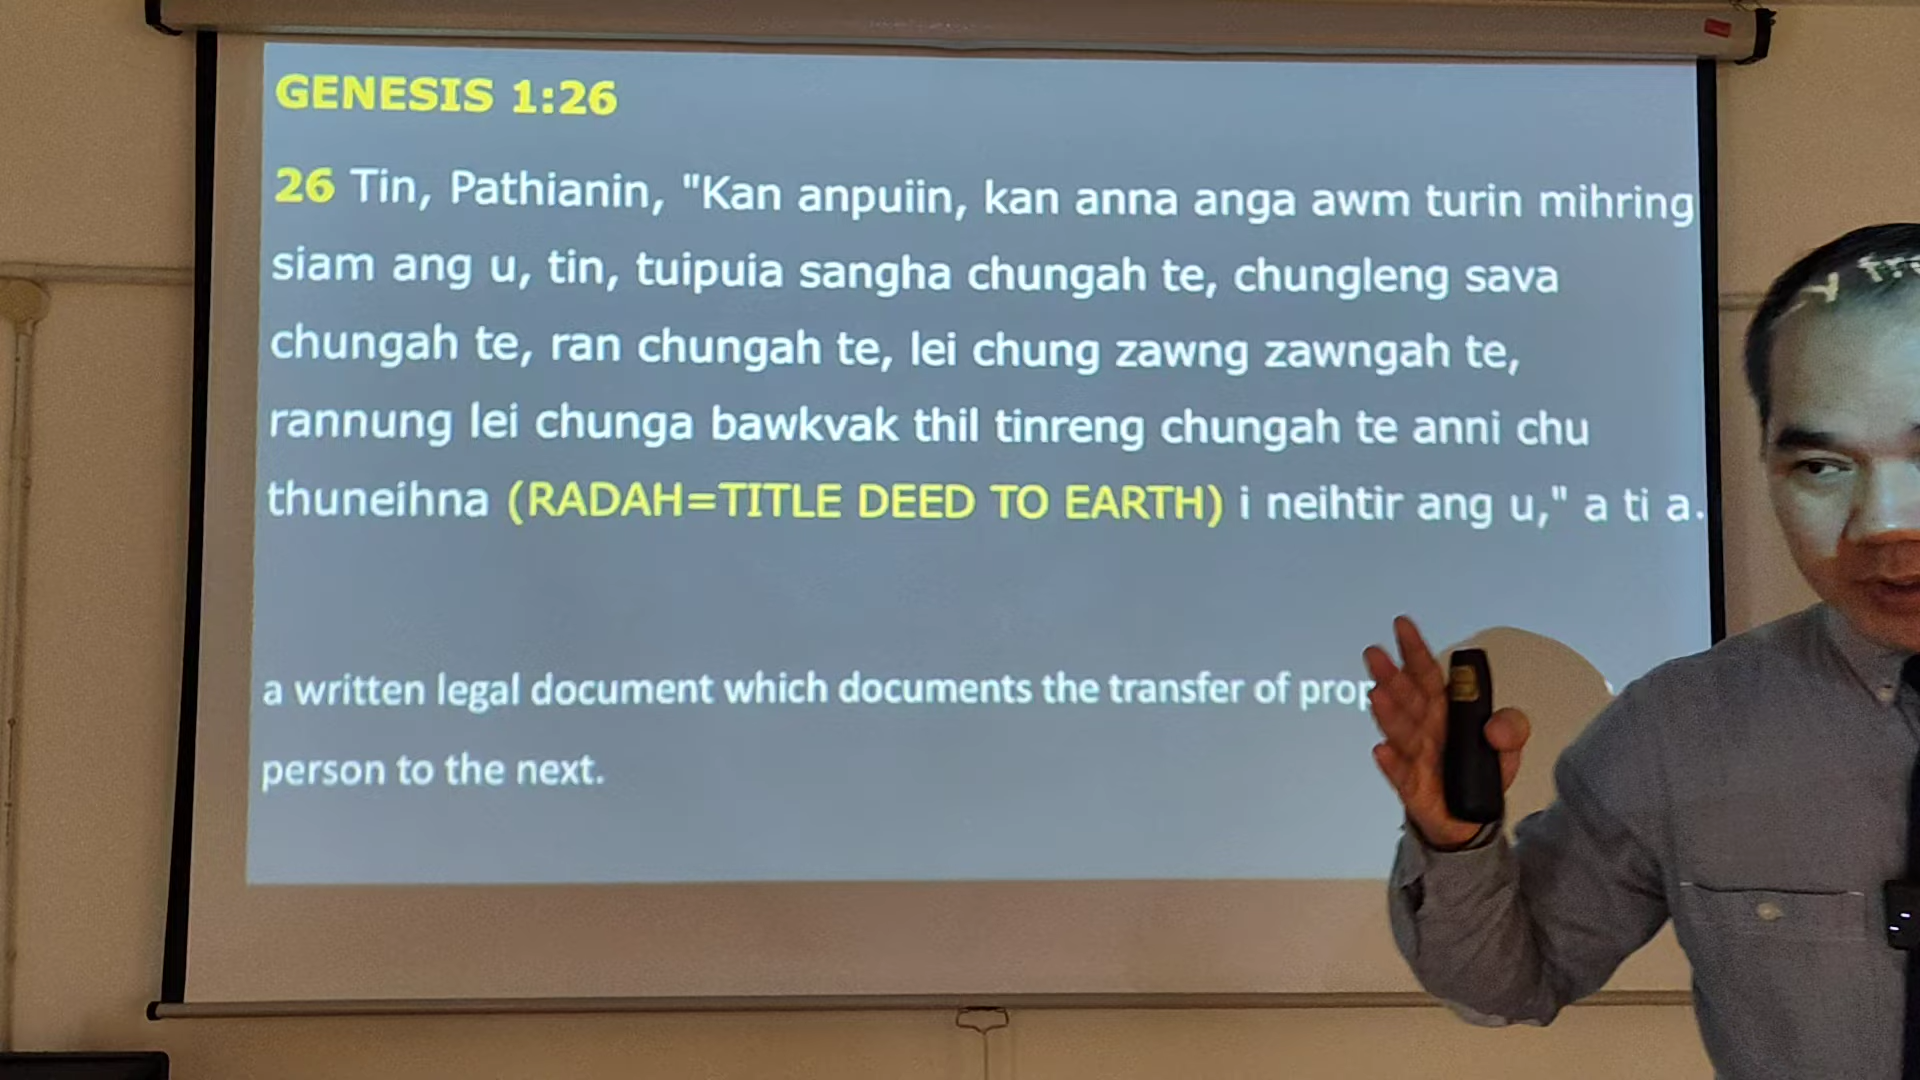 GENESIS 1:26
26 Tin, Pathianin, "Kan anpuiin, kan anna anga awm turin mihring
siam ang u, tin, tuipuia sangha chungah te, chungleng sava
chungah te, ran chungah te, lei chung zawng zawngah te,
rannung lei chunga bawkvak thil tinreng chungah te anni chu
thuneihna (RADAH=TITLE DEED TO EARTH) i neihtir ang u," a ti a.
a written legal document which documents the transfer of
person to the next.